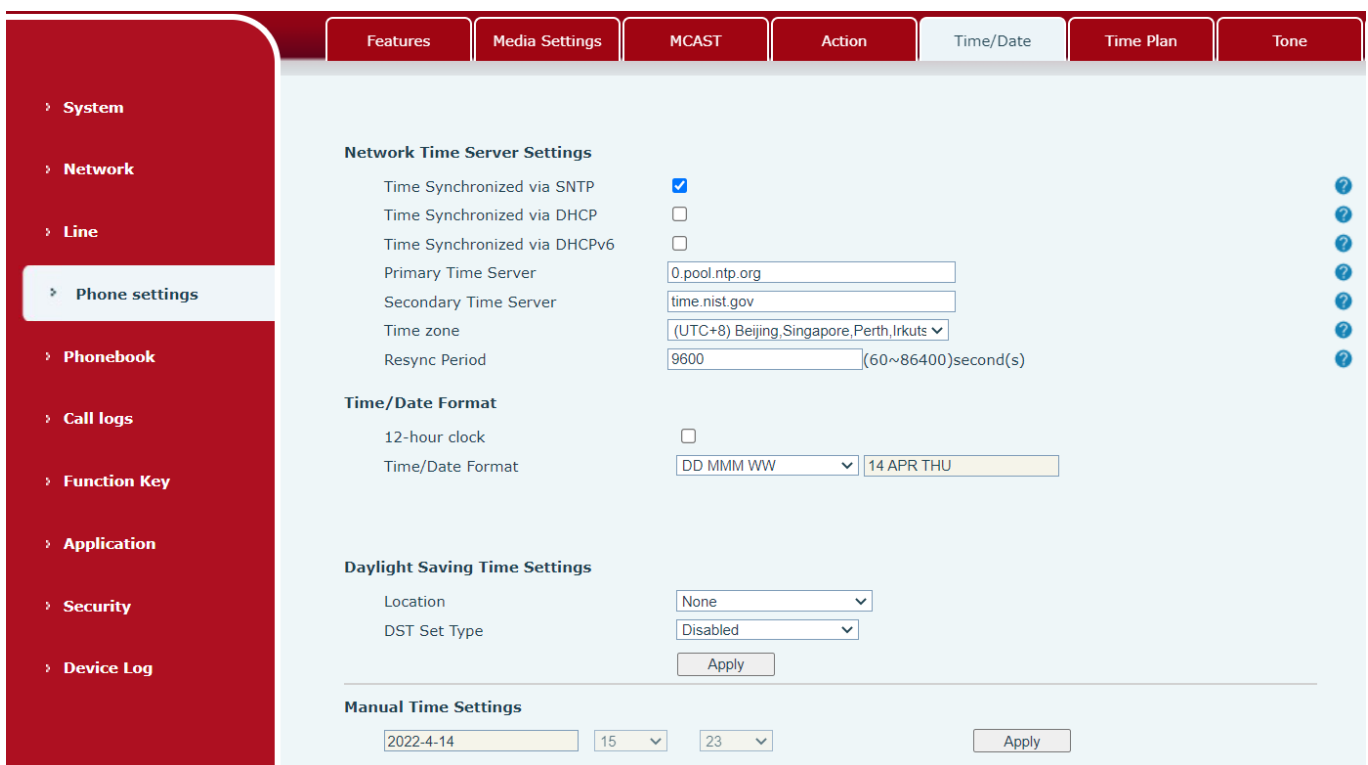 Features Media Settings MCAST Action Time/Date Time Plan Tone
System
Network
Line
Phone settings
Phonebook
Call logs
Function Key
Application
Security
Device Log
Network Time Server Settings
Time Synchronized via SNTP
Time Synchronized via DHCP
Time Synchronized via DHCPv6
Primary Time Server 0.pool.ntp.org
Secondary Time Server time.nist.gov
Time zone (UTC+8) Beijing,Singapore,Perth,Irkuts
Resync Period 9600 (60~86400)second(s)
Time/Date Format
12-hour clock
Time/Date Format DD MMM WW 14 APR THU
Daylight Saving Time Settings
Location None
DST Set Type Disabled
Apply
Manual Time Settings
2022-4-14 15 23 Apply